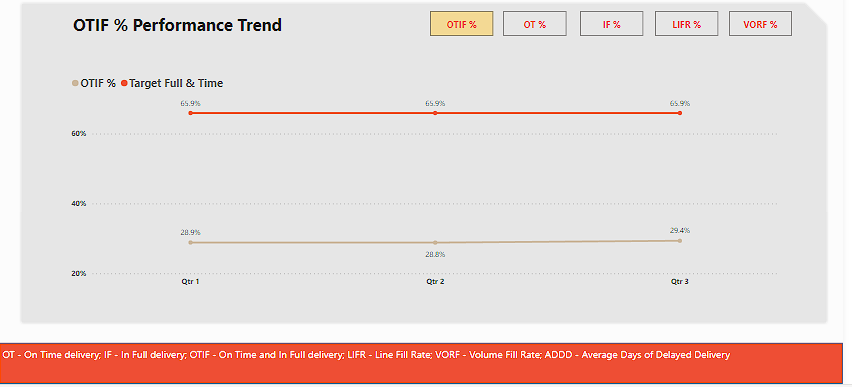 OTIF % Performance Trend
OTIF % OT % IF % LIFR % VORF %
OTIF % Target Full & Time
65.9% 65.9% 65.9%
60%
40%
28.9% 28.8% 29.4%
20%
Qtr 1 Qtr 2 Qtr 3
OT - On Time delivery; IF - In Full delivery; OTIF - On Time and In Full delivery; LIFR - Line Fill Rate; VORF - Volume Fill Rate; ADDD - Average Days of Delayed Delivery